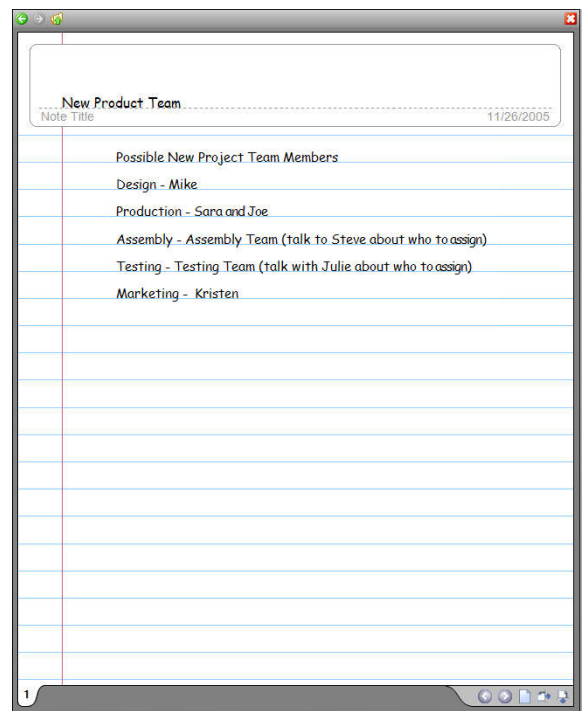 New Product Team
Note Title 11/26/2005
Possible New Project Team Members
Design - Mike
Production - Sara and Joe
Assembly - Assembly Team (talk to Steve about who to assign)
Testing - Testing Team (talk with Julie about who to assign)
Marketing - Kristen
1